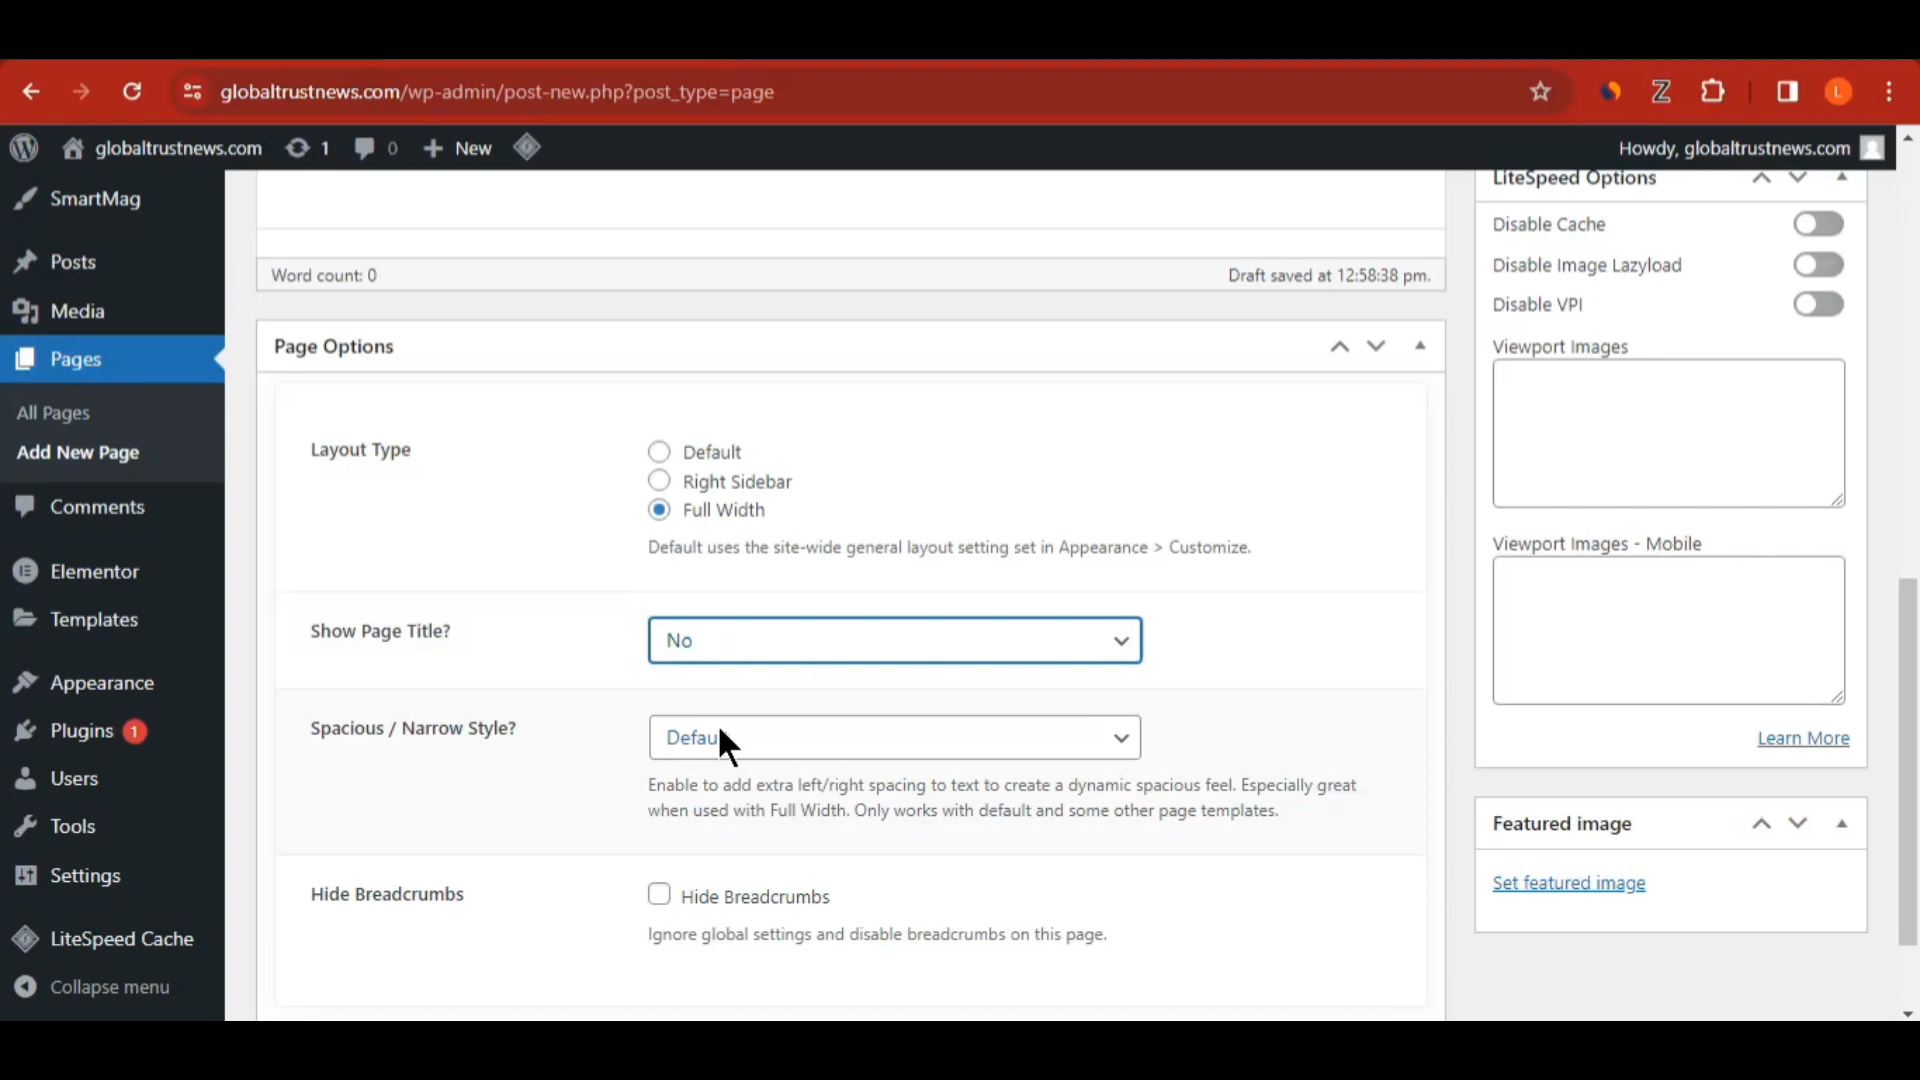 globaltrustnews.com/wp-admin/post-new.php?post_type=page
L
globaltrustnews.com
1
0
New
Howdy, globaltrustnews.com
SmartMag
Posts
Media
Pages
All Pages
Add New Page
Comments
Elementor
Templates
Appearance
Plugins 1
Users
Tools
Settings
LiteSpeed Cache
Collapse menu
Word count: 0
Draft saved at 12:58:38 pm.
Page Options
Layout Type
Default
Right Sidebar
Full Width
Default uses the site-wide general layout setting set in Appearance > Customize.
Show Page Title?
No
Spacious / Narrow Style?
Enable to add extra left/right spacing to text to create a dynamic spacious feel. Especially great
when used with Full Width. Only works with default and some other page templates.
Hide Breadcrumbs
Hide Breadcrumbs
Ignore global settings and disable breadcrumbs on this page.
LiteSpeed Options
Disable Cache
Disable Image Lazyload
Disable VPI
Viewport Images
Viewport Images - Mobile
Learn More
Featured image
Set featured image